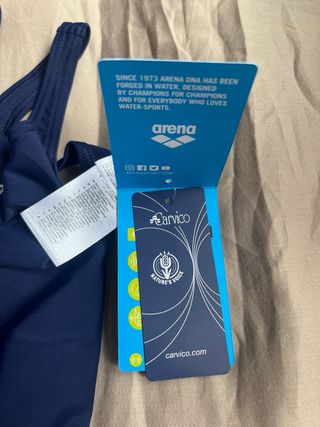 SINCE 1973 ARENA DNA HAS BEEN
FORGED IN WATER, DESIGNED
BY CHAMPIONS FOR CHAMPIONS
AND FOR EVERYBODY WHO LOVES
WATER-SPORTS.
arena
Carvico
NATURE'S VOICE
carvico.com